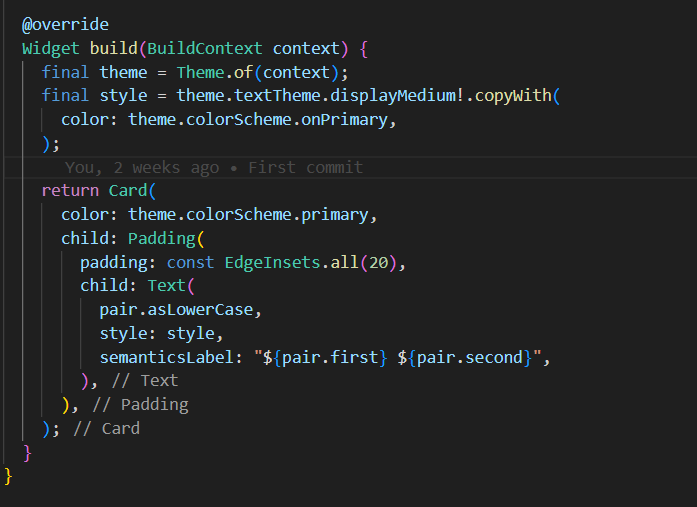 @override
Widget build(BuildContext context) {
  final theme = Theme.of(context);
  final style = theme.textTheme.displayMedium!.copyWith(
    color: theme.colorScheme.onPrimary,
  );
    You, 2 weeks ago • First commit
  return Card(
    color: theme.colorScheme.primary,
    child: Padding(
      padding: const EdgeInsets.all(20),
      child: Text(
        pair.asLowerCase,
        style: style,
        semanticsLabel: "${pair.first} ${pair.second}",
      ), // Text
    ), // Padding
  ); // Card
}
}